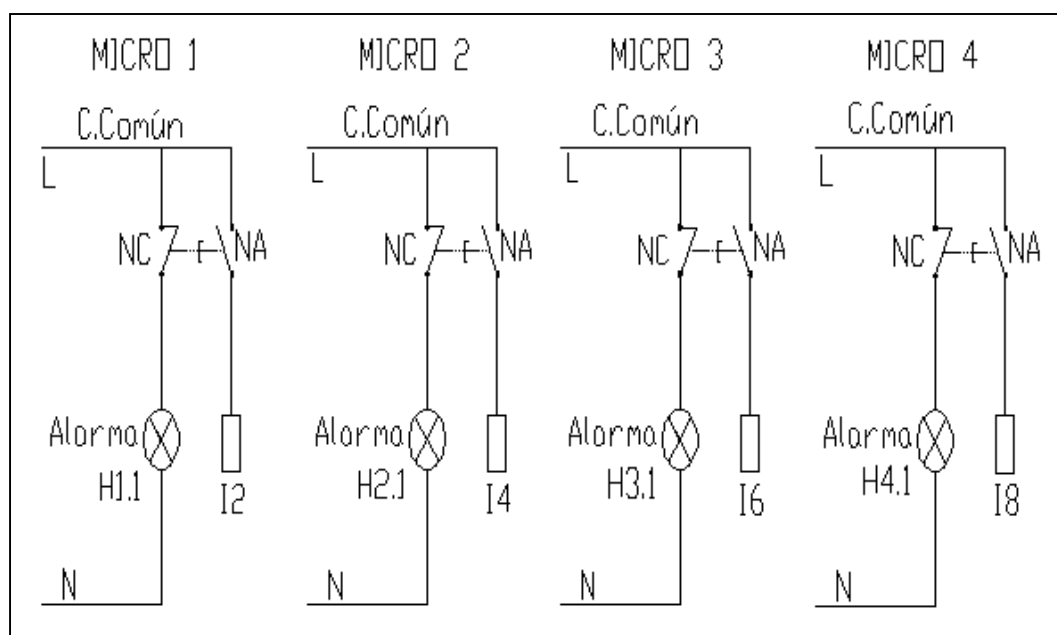 MICRO 1
MICRO 2
MICRO 3
MICRO 4
C.Común
C.Común
C.Común
C.Común
L
L
L
L
NC
NA
NC
NA
NC
NA
NC
NA
Alarma
Alarma
Alarma
Alarma
H1.1
I2
H2.1
I4
H3.1
I6
H4.1
I8
N
N
N
N